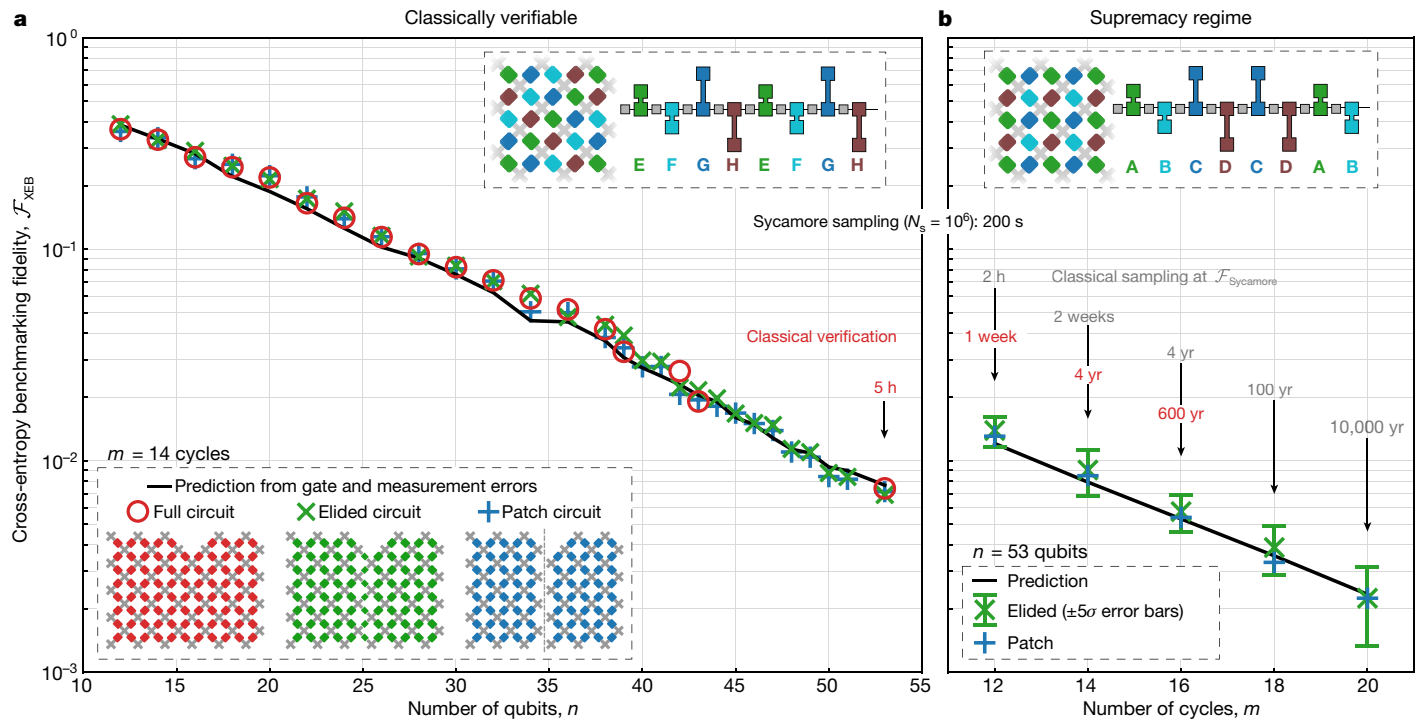 a
Classically verifiable
10⁰
10⁻¹
10⁻²
10⁻³
Cross-entropy benchmarking fidelity, ℱXEB
E F G H E F G H
Sycamore sampling (Nₛ = 10⁶): 200 s
Classical verification
5 h
m = 14 cycles
Prediction from gate and measurement errors
Full circuit Elided circuit Patch circuit
10 15 20 25 30 35 40 45 50 55
Number of qubits, n
b
Supremacy regime
A B C D C D A B
2 h
Classical sampling at ℱSycamore
1 week
2 weeks
4 yr
4 yr
600 yr
100 yr
10,000 yr
n = 53 qubits
Prediction
Elided (±5σ error bars)
Patch
12 14 16 18 20
Number of cycles, m